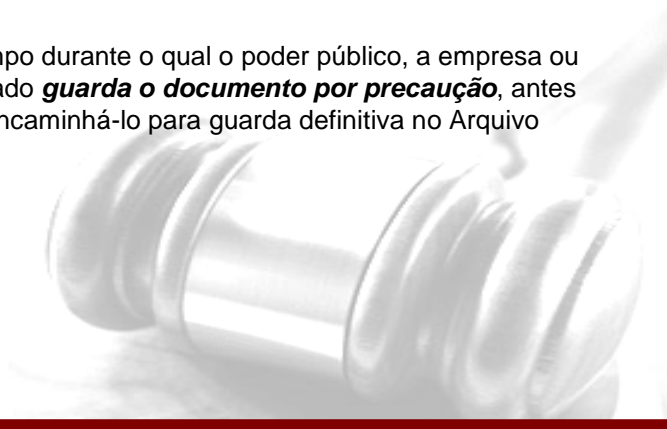 po durante o qual o poder público, a empresa ou
ado guarda o documento por precaução, antes
ncaminhá-lo para guarda definitiva no Arquivo